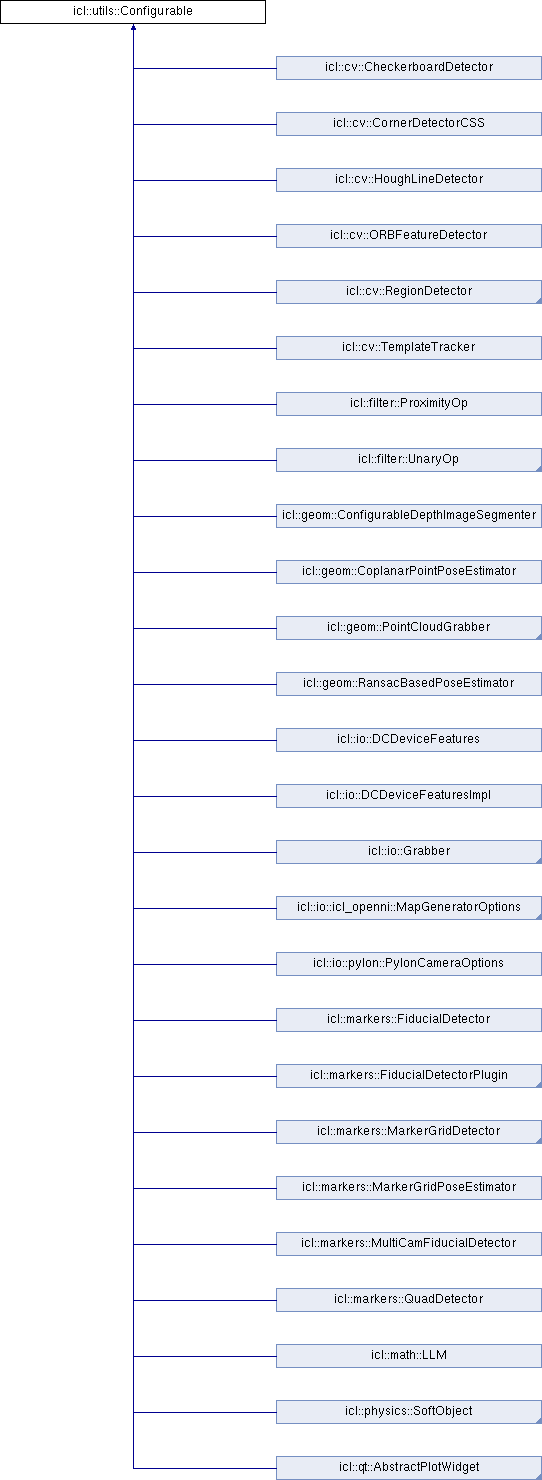 icl::utils::Configurable
icl::cv::CheckerboardDetector
icl::cv::CornerDetectorCSS
icl::cv::HoughLineDetector
icl::cv::ORBFeatureDetector
icl::cv::RegionDetector
icl::cv::TemplateTracker
icl::filter::ProximityOp
icl::filter::UnaryOp
icl::geom::ConfigurableDepthImageSegmenter
icl::geom::CoplanarPointPoseEstimator
icl::geom::PointCloudGrabber
icl::geom::RansacBasedPoseEstimator
icl::io::DCDeviceFeatures
icl::io::DCDeviceFeaturesImpl
icl::io::Grabber
icl::io::icl_openni::MapGeneratorOptions
icl::io::pylon::PylonCameraOptions
icl::markers::FiducialDetector
icl::markers::FiducialDetectorPlugin
icl::markers::MarkerGridDetector
icl::markers::MarkerGridPoseEstimator
icl::markers::MultiCamFiducialDetector
icl::markers::QuadDetector
icl::math::LLM
icl::physics::SoftObject
icl::qt::AbstractPlotWidget